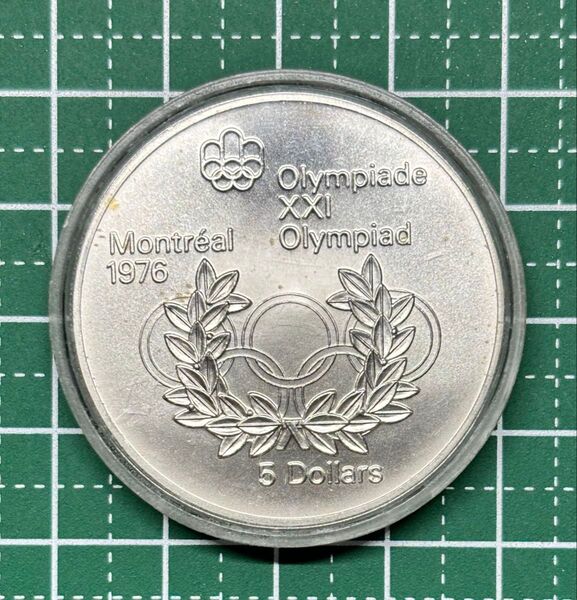 Olympiade
XXI
Olympiad
Montréal
1976
5 Dollars